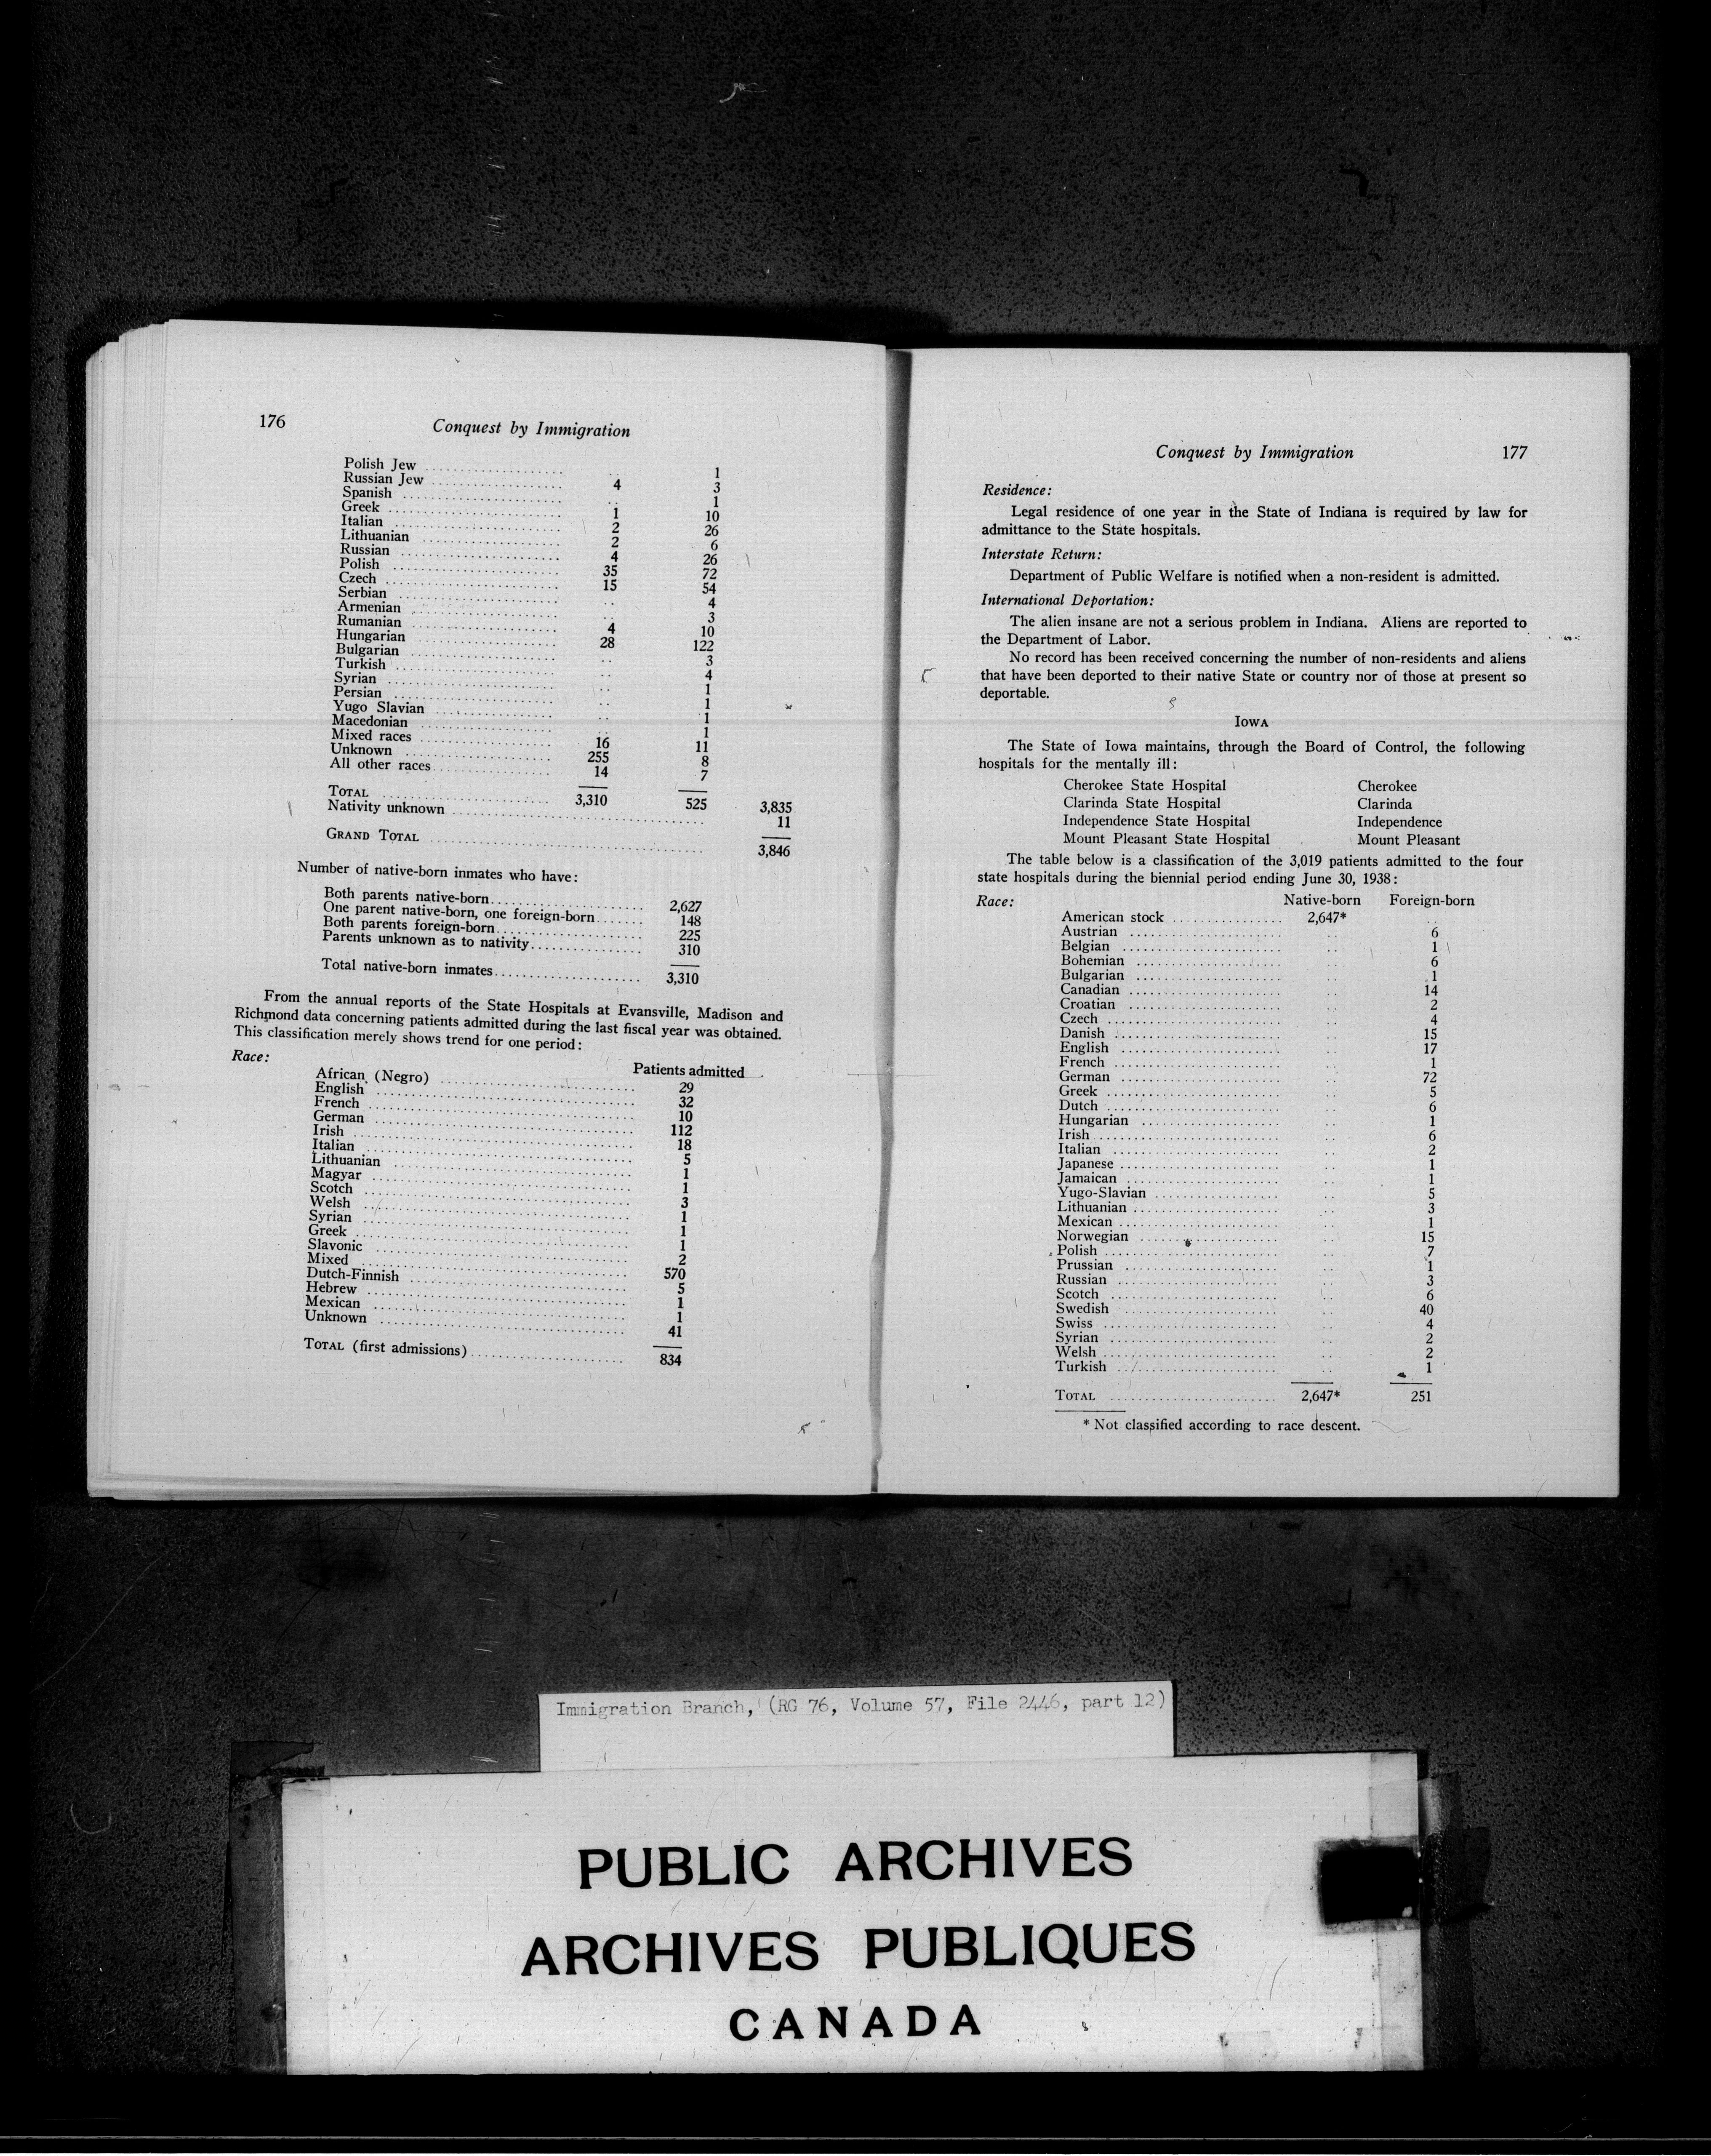 176
Conquest by Immigration
Polish Jew .................... .. 1
Russian Jew .................... 4 3
Spanish .................... .. 1
Greek .................... 1 10
Italian .................... 2 26
Lithuanian .................... 2 6
Russian .................... 4 26
Polish .................... 35 72
Czech .................... 15 54
Serbian .................... .. 4
Armenian .................... .. 3
Rumanian .................... 4 10
Hungarian .................... 28 122
Bulgarian .................... .. 3
Turkish .................... .. 4
Syrian .................... .. 1
Persian .................... .. 1
Yugo Slavian .................... .. 1
Macedonian .................... .. 1
Mixed races .................... 16 11
Unknown .................... 255 8
All other races .................... 14 7
TOTAL .................... 3,310 525 3,835
Nativity unknown .................... 11
GRAND TOTAL .................... 3,846
Number of native-born inmates who have:
Both parents native-born .................... 2,627
One parent native-born, one foreign-born ....... 148
Both parents foreign-born .................... 225
Parents unknown as to nativity .................... 310
Total native-born inmates .................... 3,310
From the annual reports of the State Hospitals at Evansville, Madison and
Richmond data concerning patients admitted during the last fiscal year was obtained.
This classification merely shows trend for one period:
Race: Patients admitted
African (Negro) .................... 29
English .................... 32
French .................... 10
German .................... 112
Irish .................... 18
Italian .................... 5
Lithuanian .................... 1
Magyar .................... 1
Scotch .................... 3
Welsh .................... 1
Syrian .................... 1
Greek .................... 1
Slavonic .................... 2
Mixed .................... 570
Dutch-Finnish .................... 5
Hebrew .................... 1
Mexican .................... 1
Unknown .................... 41
TOTAL (first admissions) .................... 834
Conquest by Immigration
177
Residence:
Legal residence of one year in the State of Indiana is required by law for
admittance to the State hospitals.
Interstate Return:
Department of Public Welfare is notified when a non-resident is admitted.
International Deportation:
The alien insane are not a serious problem in Indiana. Aliens are reported to
the Department of Labor.
No record has been received concerning the number of non-residents and aliens
that have been deported to their native State or country nor of those at present so
deportable.
IOWA
The State of Iowa maintains, through the Board of Control, the following
hospitals for the mentally ill:
Cherokee State Hospital Cherokee
Clarinda State Hospital Clarinda
Independence State Hospital Independence
Mount Pleasant State Hospital Mount Pleasant
The table below is a classification of the 3,019 patients admitted to the four
state hospitals during the biennial period ending June 30, 1938:
Race: Native-born Foreign-born
American stock .................... 2,647* ..
Austrian .................... .. 6
Belgian .................... .. 1
Bohemian .................... .. 6
Bulgarian .................... .. 1
Canadian .................... .. 14
Croatian .................... .. 2
Czech .................... .. 4
Danish .................... .. 15
English .................... .. 17
French .................... .. 1
German .................... .. 72
Greek .................... .. 5
Dutch .................... .. 6
Hungarian .................... .. 1
Irish .................... .. 6
Italian .................... .. 2
Japanese .................... .. 1
Jamaican .................... .. 1
Yugo-Slavian .................... .. 5
Lithuanian .................... .. 3
Mexican .................... .. 1
Norwegian .................... .. 15
Polish .................... .. 7
Prussian .................... .. 1
Russian .................... .. 3
Scotch .................... .. 6
Swedish .................... .. 40
Swiss .................... .. 4
Syrian .................... .. 2
Welsh .................... .. 2
Turkish .................... .. 1
TOTAL .................... 2,647* 251
* Not classified according to race descent.
Immigration Branch, (RG 76, Volume 57, File 2446, part 12)
PUBLIC ARCHIVES
ARCHIVES PUBLIQUES
CANADA